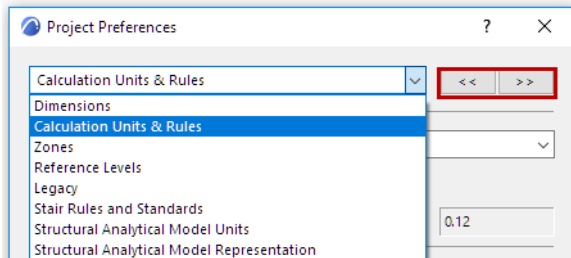 Project Preferences ? ×
Calculation Units & Rules << >>
Dimensions
Calculation Units & Rules
Zones
Reference Levels
Legacy
Stair Rules and Standards
Structural Analytical Model Units 0.12
Structural Analytical Model Representation